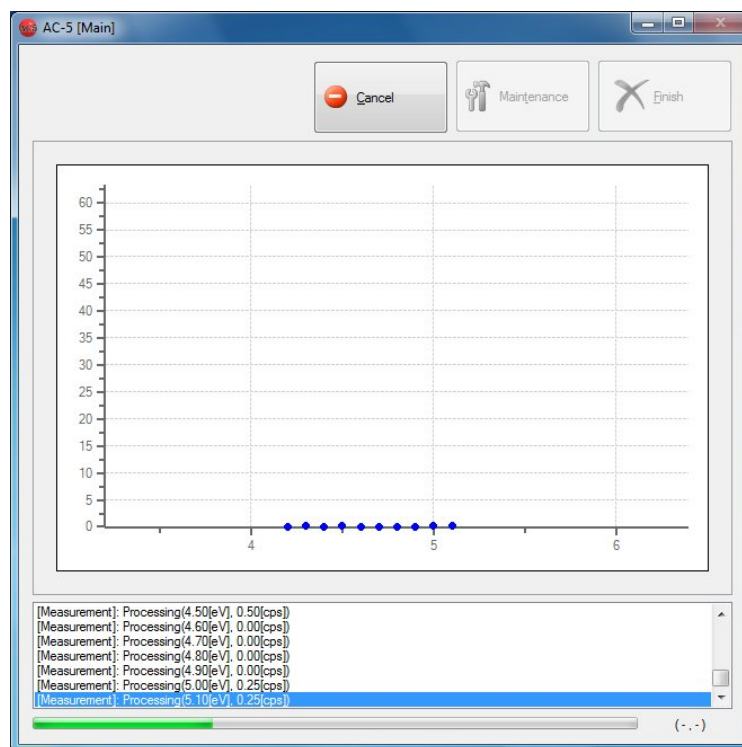 AC-5 [Main]
Cancel
Maintenance
Finish
60
55
50
45
40
35
30
25
20
15
10
5
0
4
5
6
[Measurement]: Processing(4.50[eV], 0.50[cps])
[Measurement]: Processing(4.60[eV], 0.00[cps])
[Measurement]: Processing(4.70[eV], 0.00[cps])
[Measurement]: Processing(4.80[eV], 0.00[cps])
[Measurement]: Processing(4.90[eV], 0.00[cps])
[Measurement]: Processing(5.00[eV], 0.25[cps])
[Measurement]: Processing(5.10[eV], 0.25[cps])
(-.-)